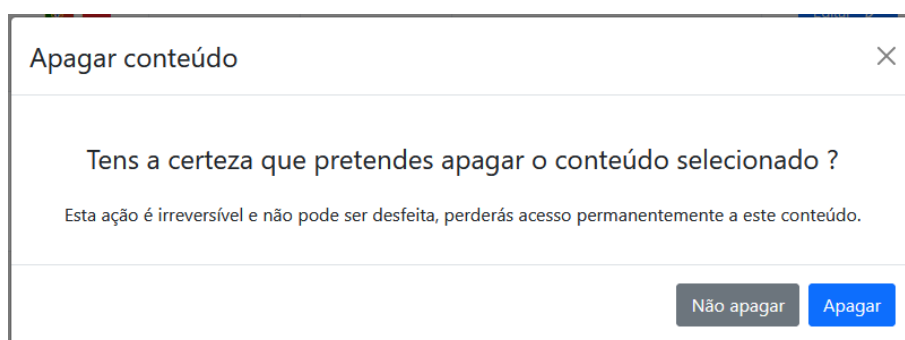 Apagar conteúdo
Tens a certeza que pretendes apagar o conteúdo selecionado ?
Esta ação é irreversível e não pode ser desfeita, perderás acesso permanentemente a este conteúdo.
Não apagar Apagar